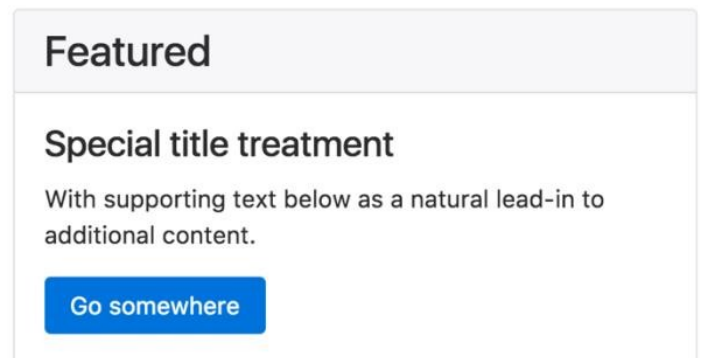 Featured
Special title treatment
With supporting text below as a natural lead-in to
additional content.
Go somewhere